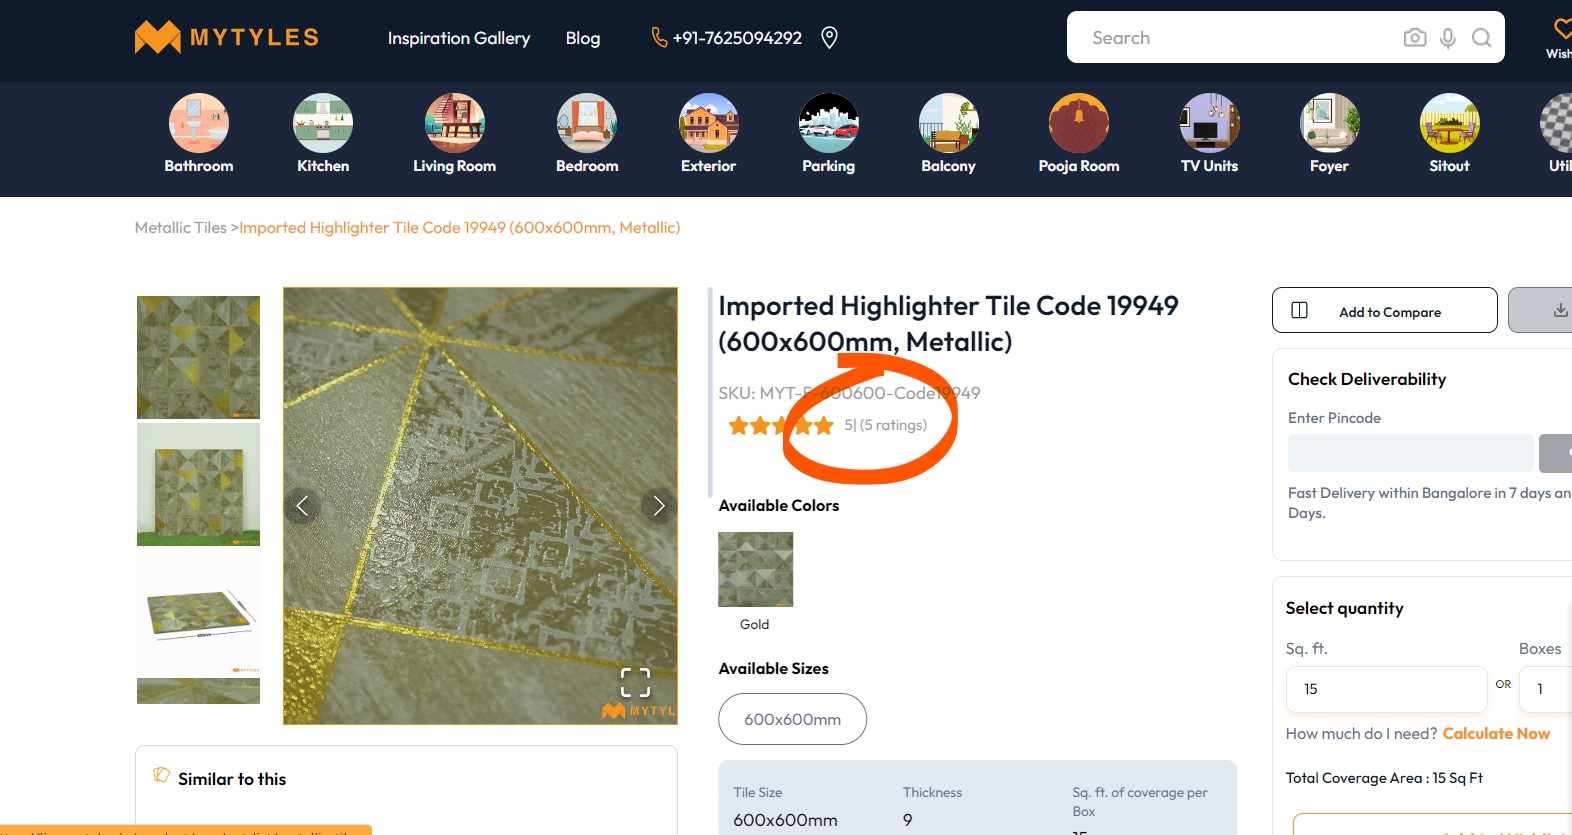 MYTYLES
Inspiration Gallery
Blog
+91-7625094292
Search
Bathroom
Kitchen
Living Room
Bedroom
Exterior
Parking
Balcony
Pooja Room
TV Units
Foyer
Sitout
Metallic Tiles >Imported Highlighter Tile Code 19949 (600x600mm, Metallic)
Imported Highlighter Tile Code 19949
(600x600mm, Metallic)
SKU: MYT-F-600600-Code19949
5| (5 ratings)
Available Colors
Gold
Available Sizes
600x600mm
Tile Size
Thickness
Sq. ft. of coverage per
Box
600x600mm
9
15
Similar to this
Add to Compare
Check Deliverability
Enter Pincode
Fast Delivery within Bangalore in 7 days
Days.
Select quantity
Sq. ft.
Boxes
15
OR
1
How much do I need? Calculate Now
Total Coverage Area : 15 Sq Ft